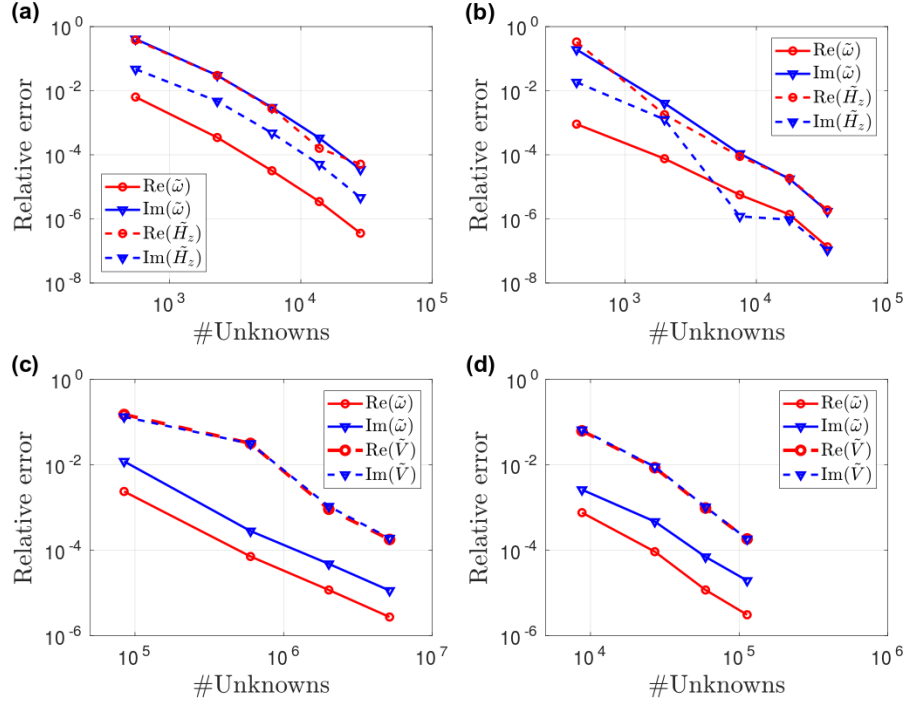 (a)
10^0
10^-2
10^-4
10^-6
10^-8
Relative error
Re(ω̃)
Im(ω̃)
Re(H̃_z)
Im(H̃_z)
10^3
10^4
10^5
#Unknowns
(b)
10^0
10^-2
10^-4
10^-6
10^-8
Relative error
Re(ω̃)
Im(ω̃)
Re(H̃_z)
Im(H̃_z)
10^3
10^4
10^5
#Unknowns
(c)
10^0
10^-2
10^-4
10^-6
Relative error
Re(ω̃)
Im(ω̃)
Re(Ṽ)
Im(Ṽ)
10^5
10^6
10^7
#Unknowns
(d)
10^0
10^-2
10^-4
10^-6
Relative error
Re(ω̃)
Im(ω̃)
Re(Ṽ)
Im(Ṽ)
10^4
10^5
10^6
#Unknowns